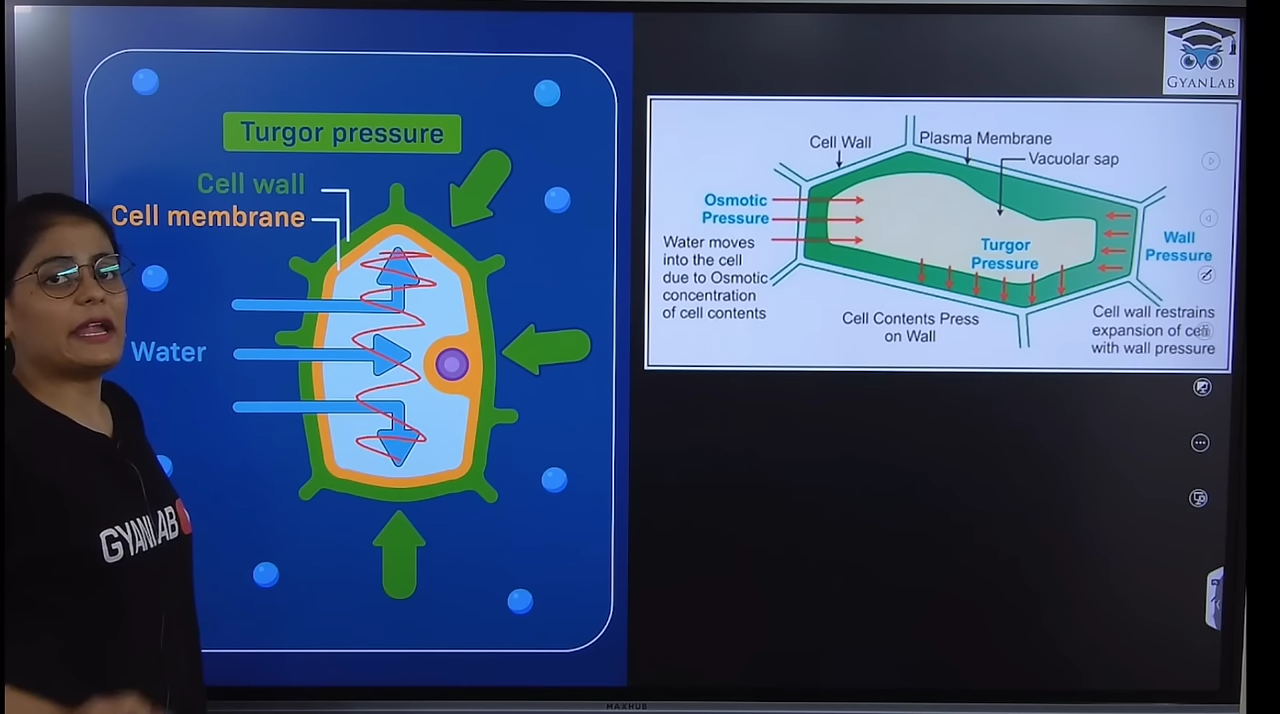 Turgor pressure
Cell wall
Cell membrane
Water
GYANLAB
GYANLAB
Cell Wall
Plasma Membrane
Vacuolar sap
Osmotic
Pressure
Water moves
into the cell
due to Osmotic
concentration
of cell contents
Turgor
Pressure
Wall
Pressure
Cell Contents Press
on Wall
Cell wall restrains
expansion of cell
with wall pressure
MAXHUB